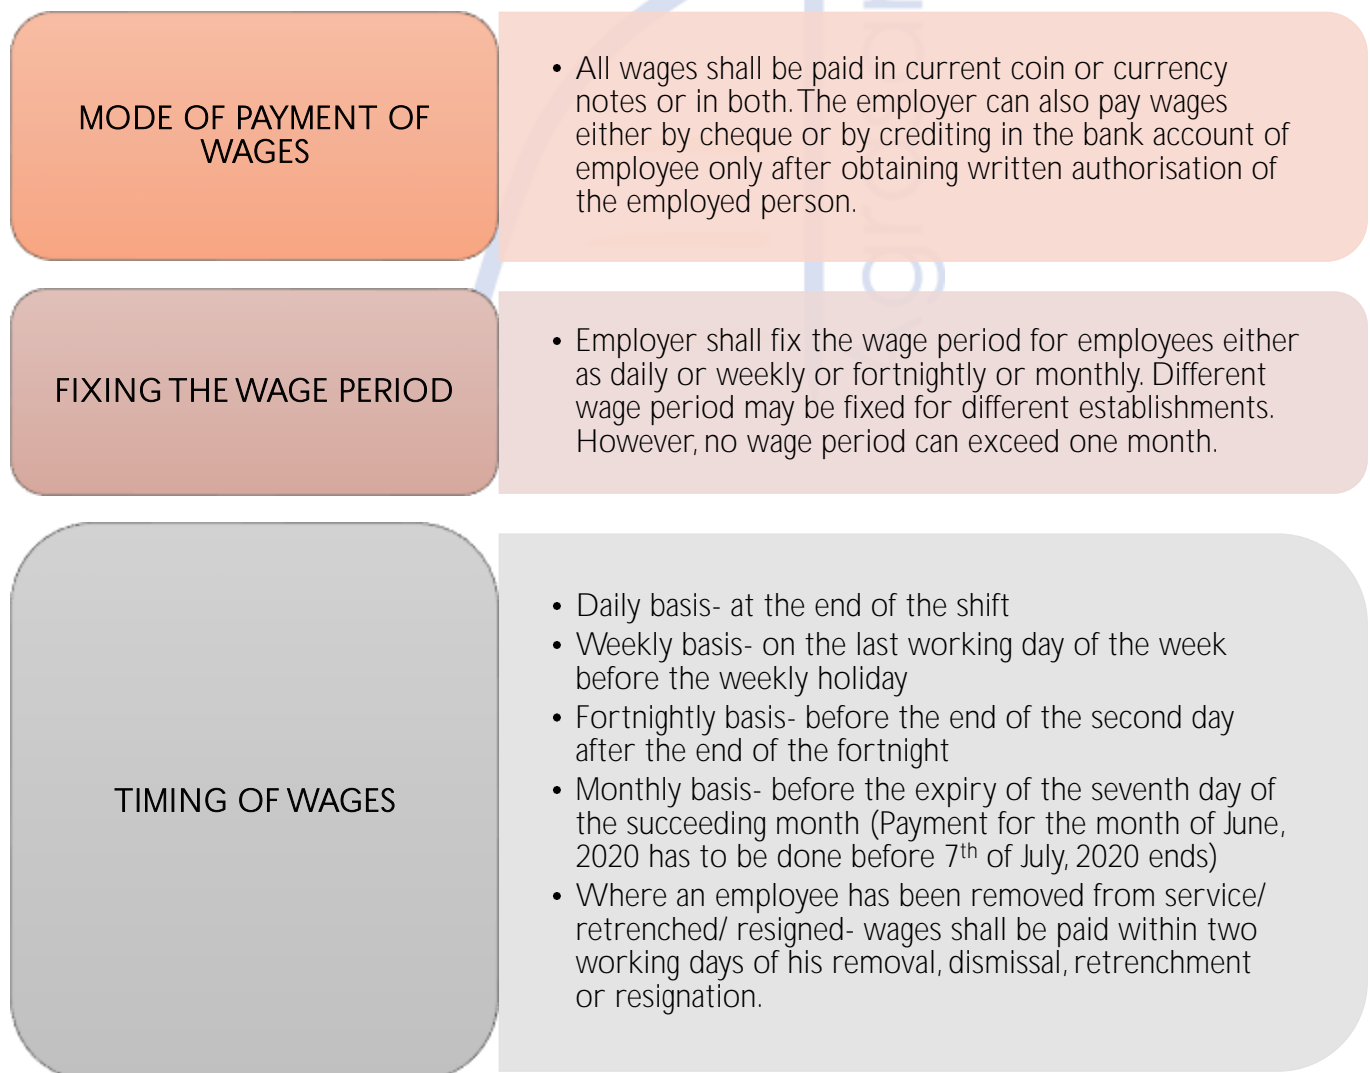 MODE OF PAYMENT OF
WAGES
• All wages shall be paid in current coin or currency
notes or in both. The employer can also pay wages
either by cheque or by crediting in the bank account of
employee only after obtaining written authorisation of
the employed person.
FIXING THE WAGE PERIOD
• Employer shall fix the wage period for employees either
as daily or weekly or fortnightly or monthly. Different
wage period may be fixed for different establishments.
However, no wage period can exceed one month.
TIMING OF WAGES
• Daily basis- at the end of the shift
• Weekly basis- on the last working day of the week
before the weekly holiday
• Fortnightly basis- before the end of the second day
after the end of the fortnight
• Monthly basis- before the expiry of the seventh day of
the succeeding month (Payment for the month of June,
2020 has to be done before 7th of July, 2020 ends)
• Where an employee has been removed from service/
retrenched/ resigned- wages shall be paid within two
working days of his removal, dismissal, retrenchment
or resignation.